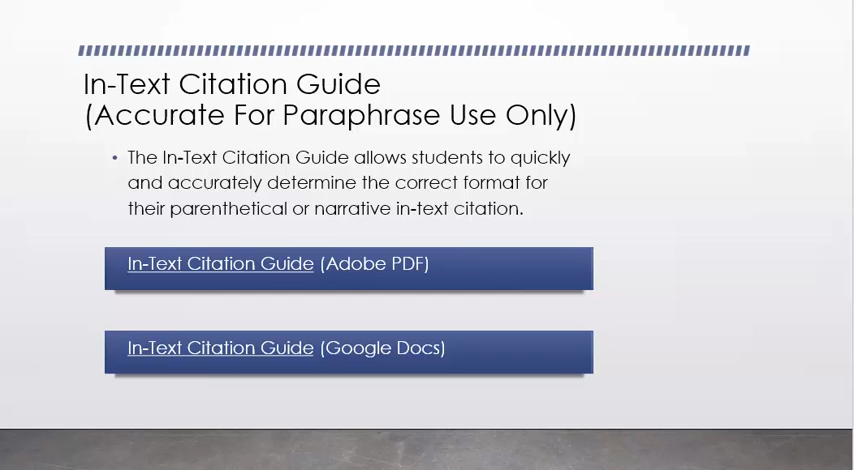 In-Text Citation Guide
(Accurate For Paraphrase Use Only)
• The In-Text Citation Guide allows students to quickly
and accurately determine the correct format for
their parenthetical or narrative in-text citation.
In-Text Citation Guide (Adobe PDF)
In-Text Citation Guide (Google Docs)